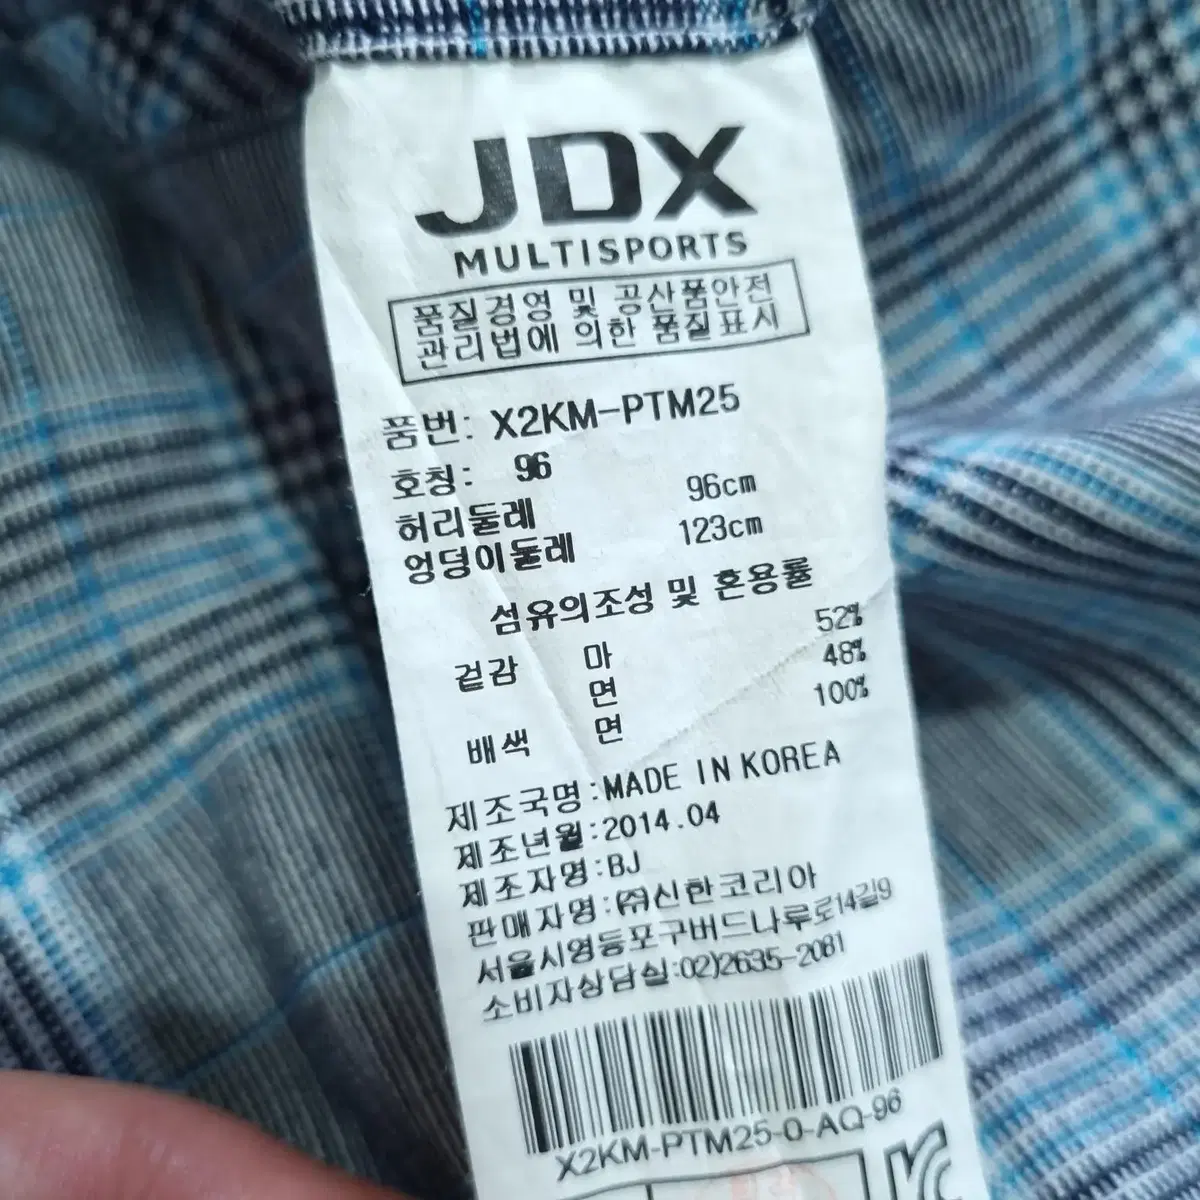 JDX
MULTISPORTS
품질경영 및 공산품안전
관리법에 의한 품질표시
품번: X2KM-PTM25
호칭: 96
허리둘레 96cm
엉덩이둘레 123cm
섬유의조성 및 혼용률
겉감 마 52%
면 48%
배색 면 100%
제조국명:MADE IN KOREA
제조년월:2014.04
제조자명:BJ
판매자명:(주)신한코리아
서울시영등포구버드나루로14길9
소비자상담실:02)2635-2081
X2KM-PTM25-0-AQ-96